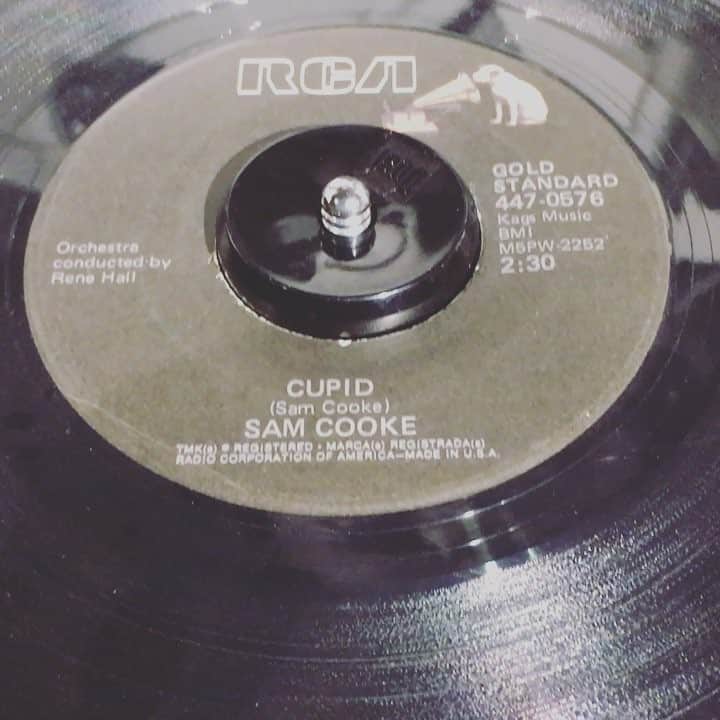 RCA
GOLD
STANDARD
447-0576
Kags Music
BMI
M5PW-2252
2:30
Orchestra
conducted by
Rene Hall
CUPID
(Sam Cooke)
SAM COOKE
TMK(s) ® REGISTERED • MARCA(s) REGISTRADA(s)
RADIO CORPORATION OF AMERICA—MADE IN U.S.A.